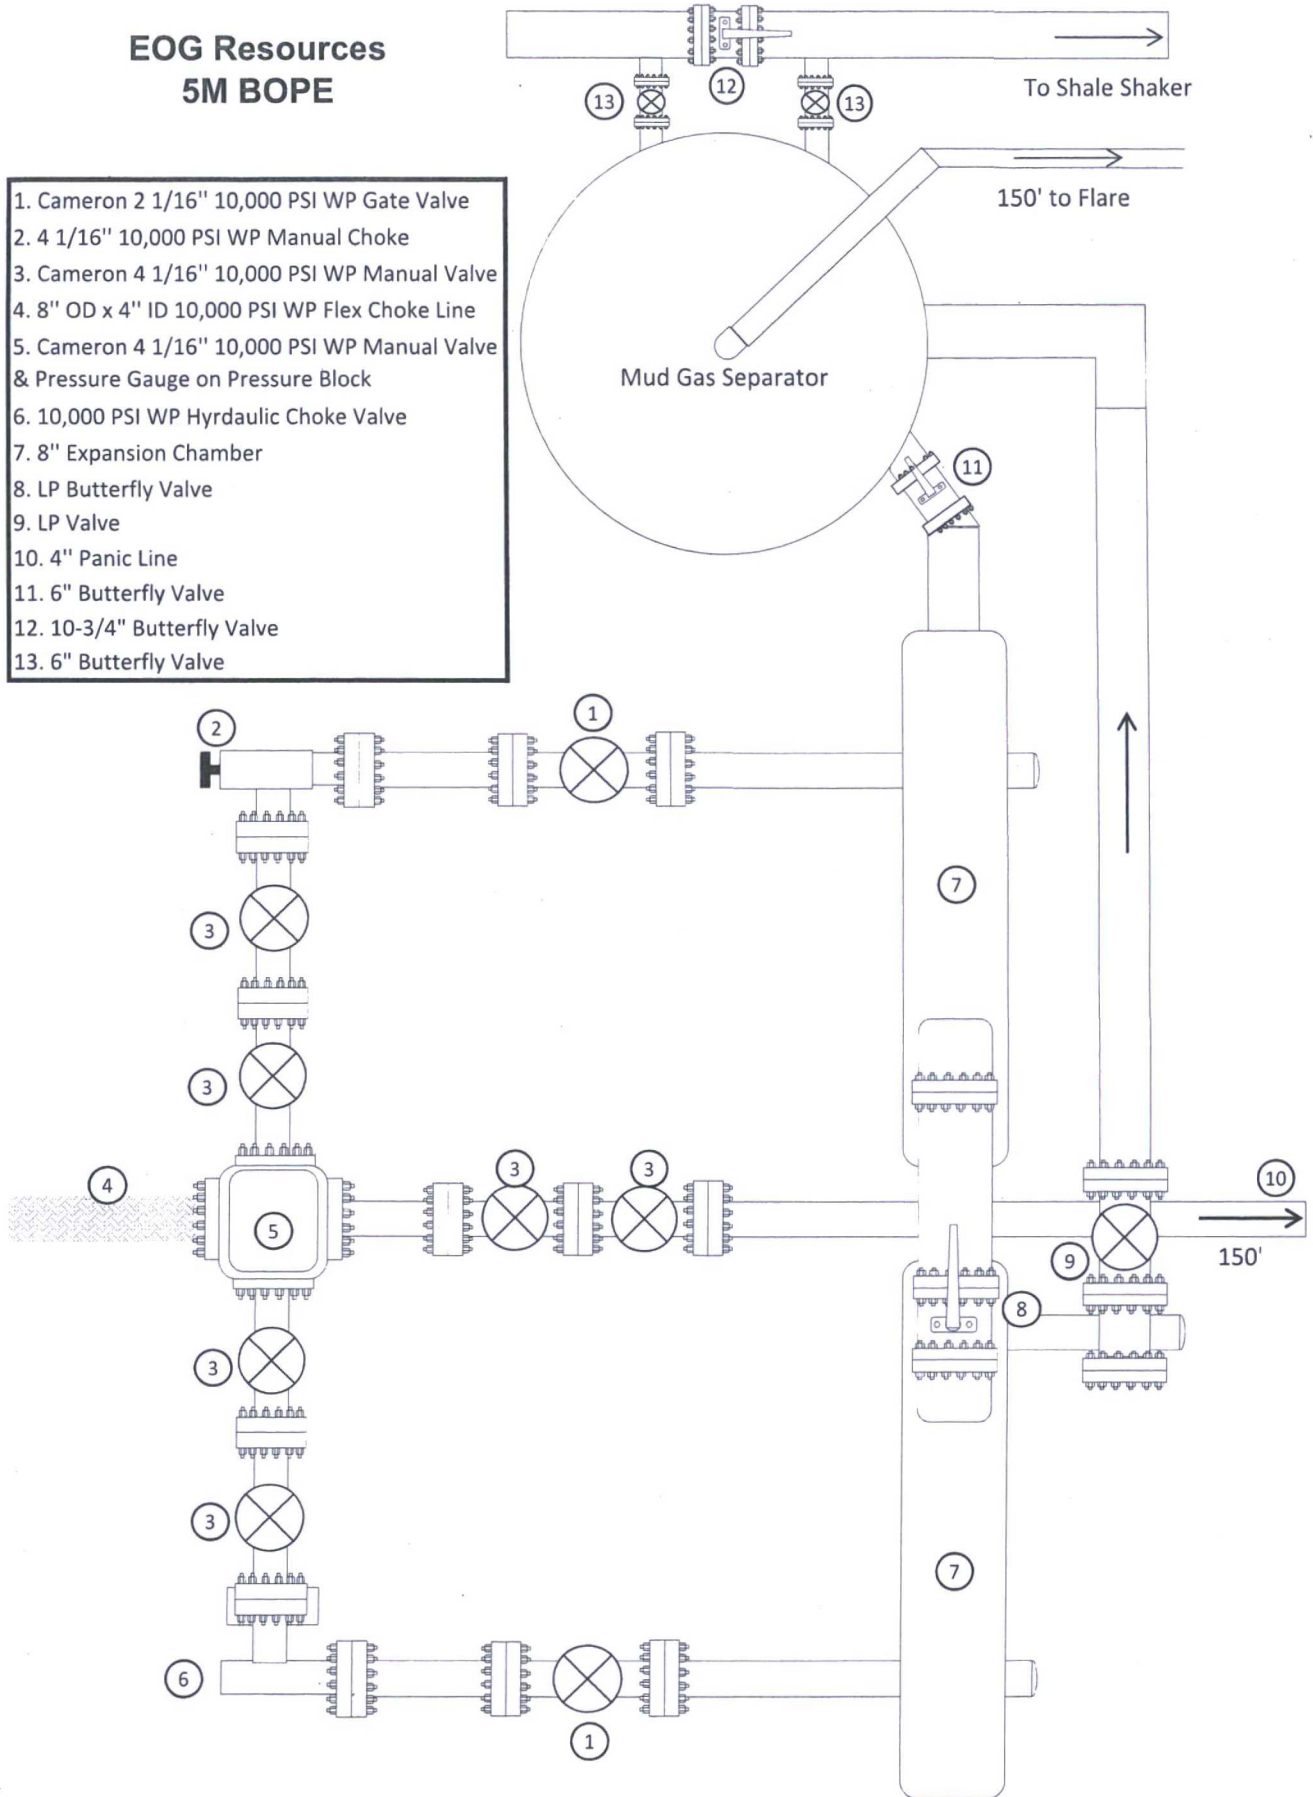 EOG Resources
5M BOPE
12
13
13
To Shale Shaker
150' to Flare
1. Cameron 2 1/16" 10,000 PSI WP Gate Valve
2. 4 1/16" 10,000 PSI WP Manual Choke
3. Cameron 4 1/16" 10,000 PSI WP Manual Valve
4. 8" OD x 4" ID 10,000 PSI WP Flex Choke Line
5. Cameron 4 1/16" 10,000 PSI WP Manual Valve
& Pressure Gauge on Pressure Block
6. 10,000 PSI WP Hyrdaulic Choke Valve
7. 8" Expansion Chamber
8. LP Butterfly Valve
9. LP Valve
10. 4" Panic Line
11. 6" Butterfly Valve
12. 10-3/4" Butterfly Valve
13. 6" Butterfly Valve
Mud Gas Separator
11
2
1
7
3
3
4
5
3
3
10
150'
9
8
3
3
7
6
1